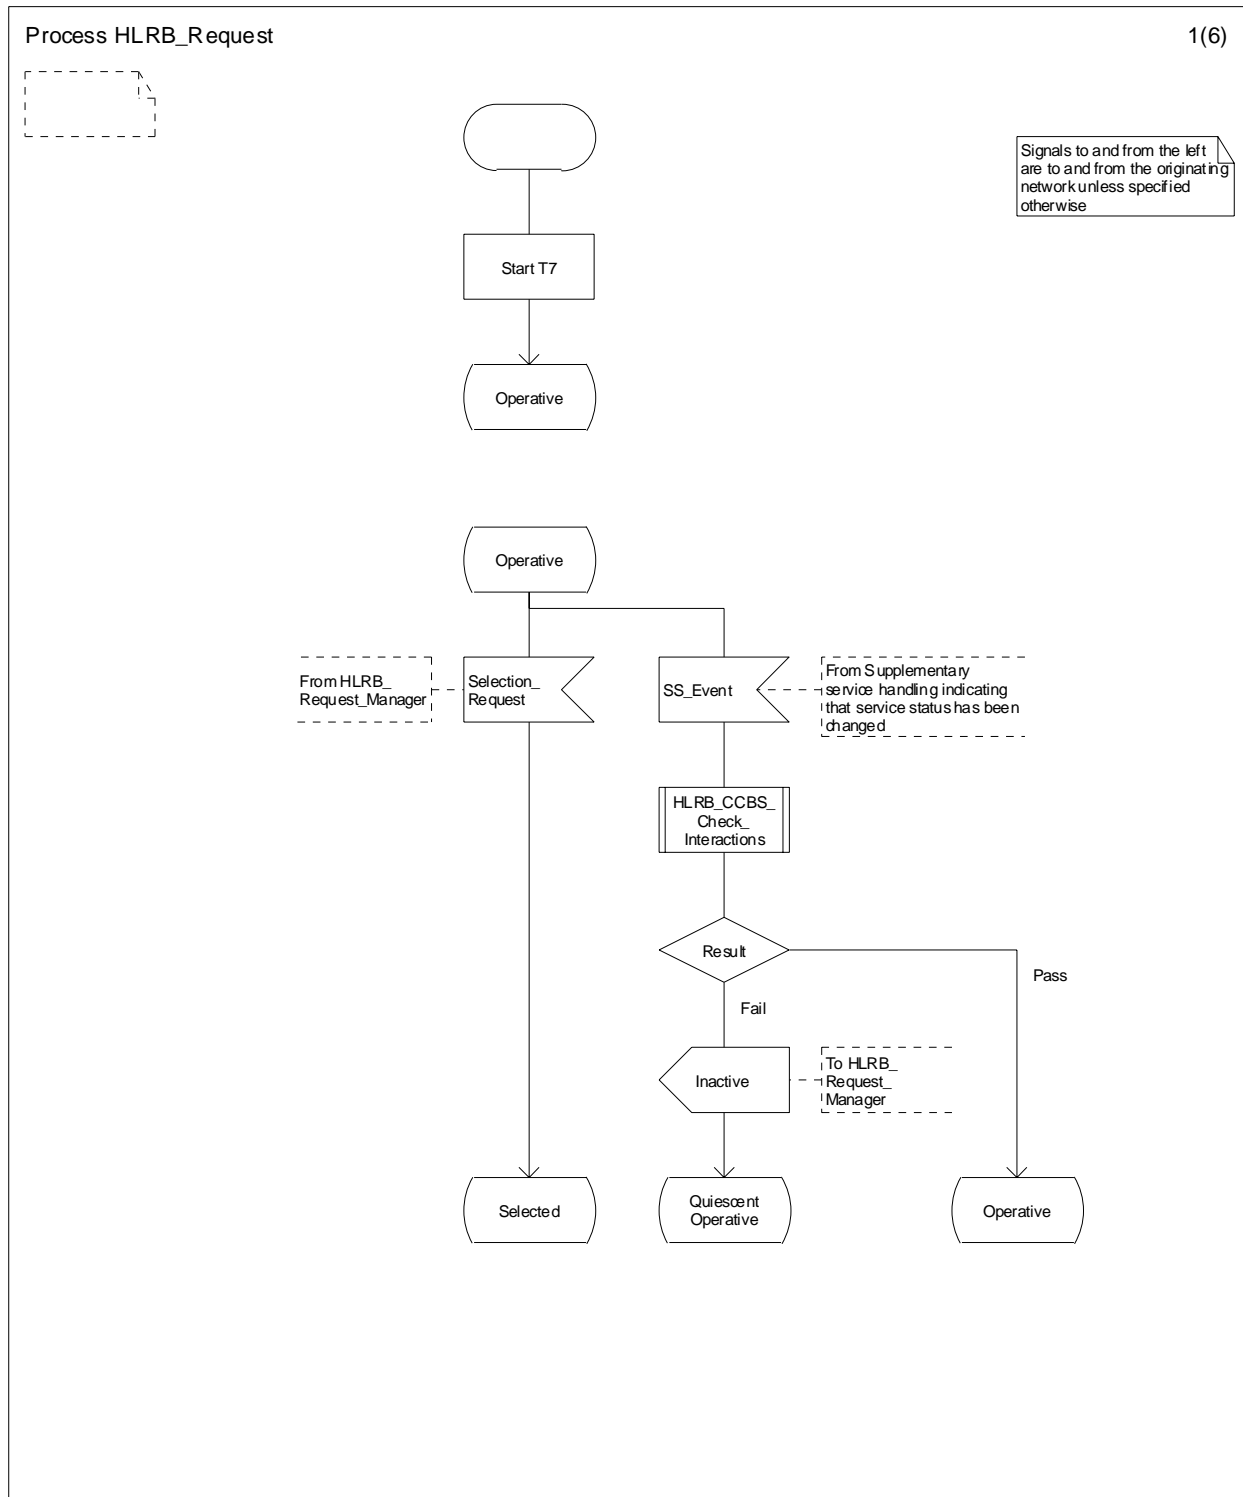 Process HLRB_Request
1(6)
Signals to and from the left
are to and from the originating
network unless specified
otherwise
Start T7
Operative
Operative
From HLRB_
Request_Manager
Selection_
Request
SS_Event
From Supplementary
service handling indicating
that service status has been
changed
HLRB_CCBS_
Check_
Interactions
Result
Pass
Fail
Inactive
To HLRB_
Request_
Manager
Selected
Quiescent
Operative
Operative